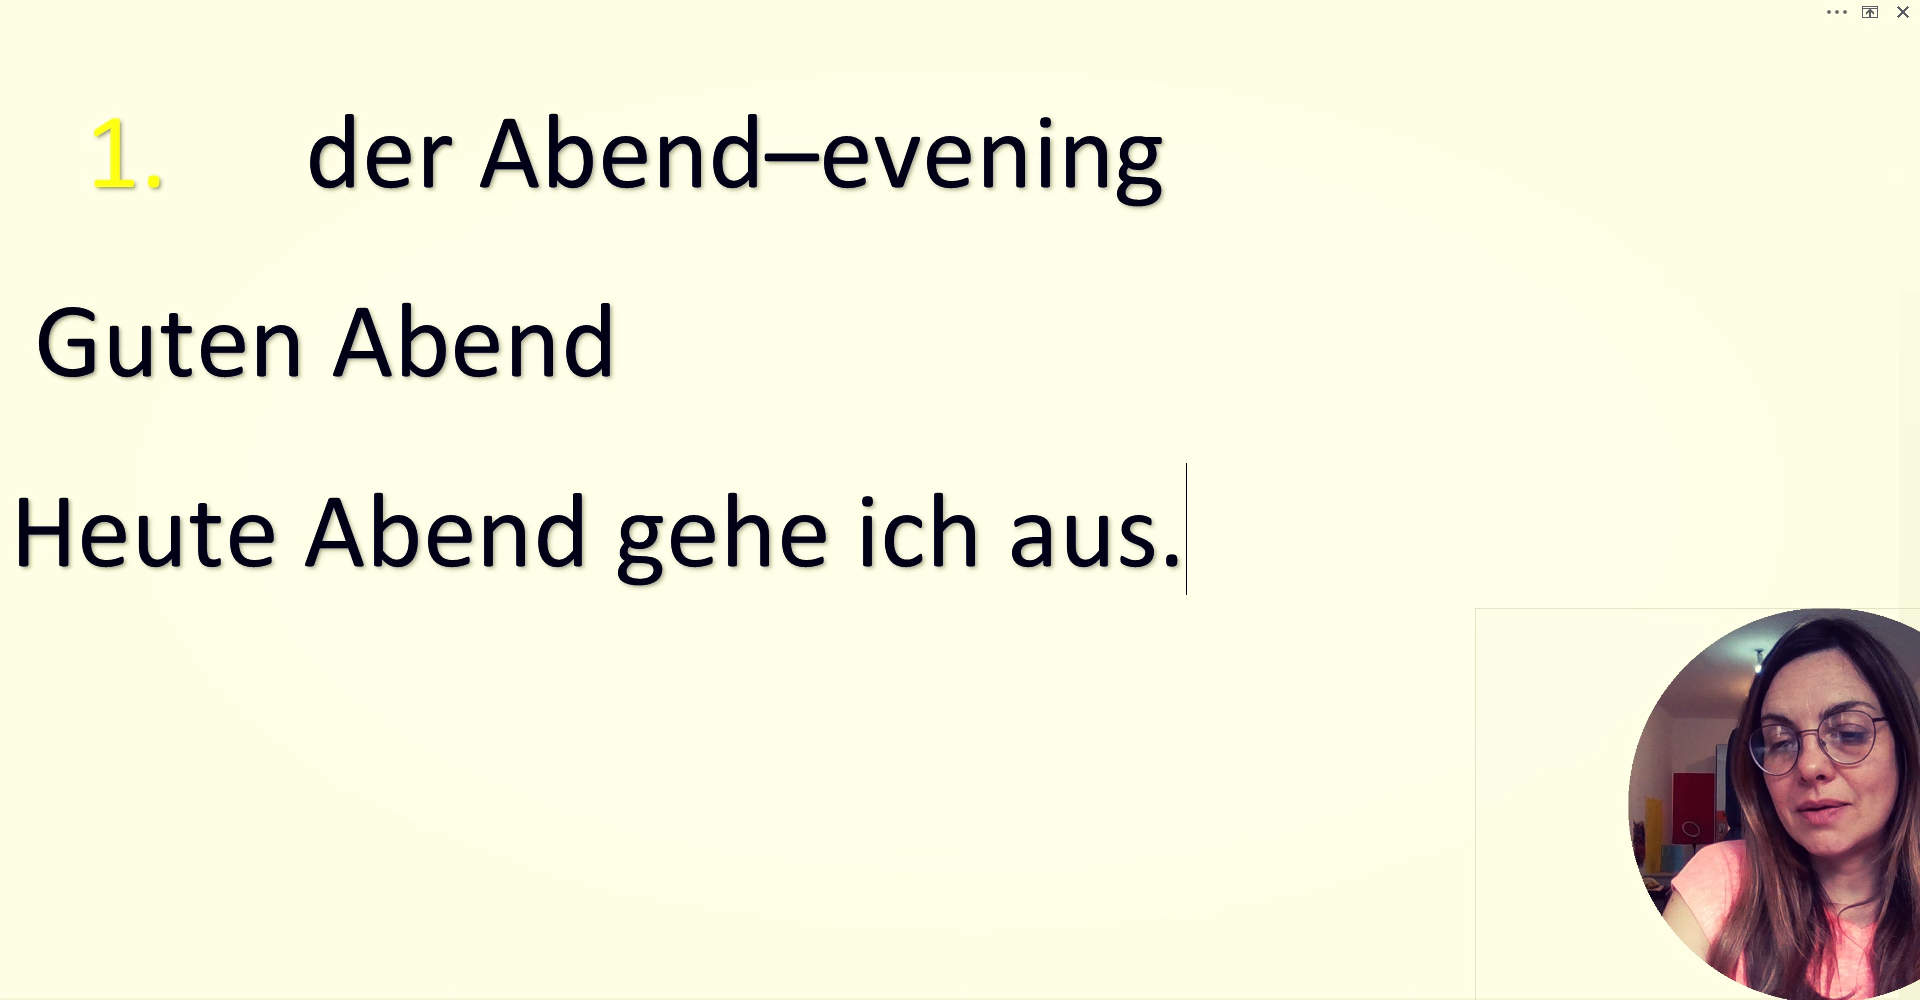 1. der Abend–evening
Guten Abend
Heute Abend gehe ich aus.